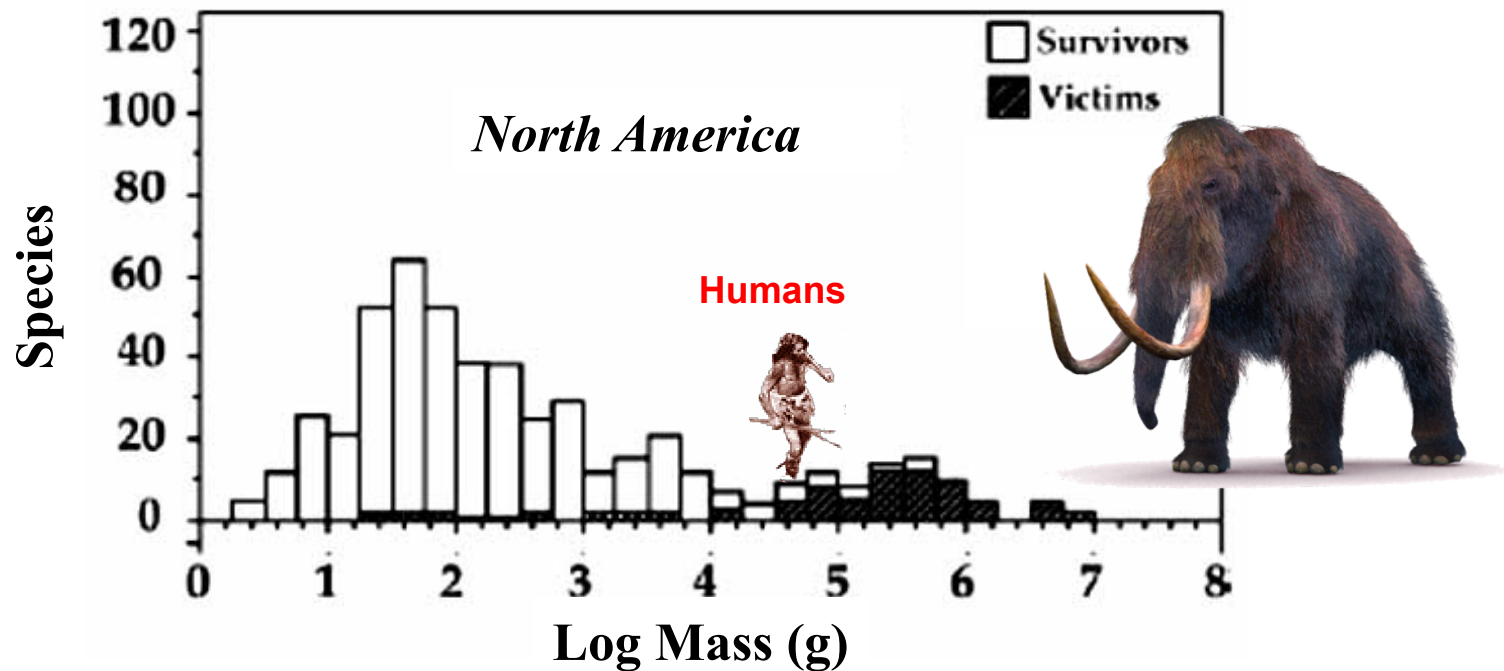 120
100
80
60
40
20
0
Species
Survivors
Victims
North America
Humans
0 1 2 3 4 5 6 7 8
Log Mass (g)